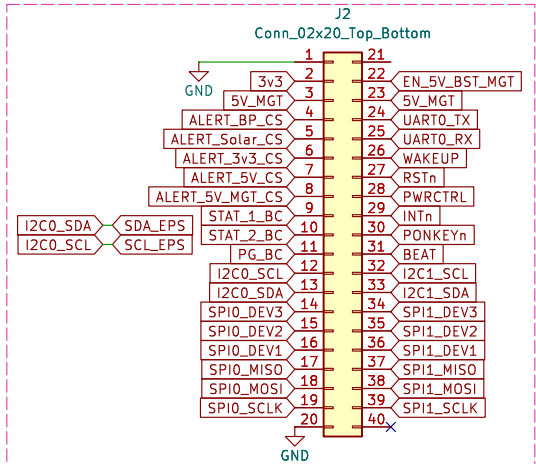 J2
Conn_02x20_Top_Bottom
1 21
GND
3v3 2 22 EN_5V_BST_MGT
5V_MGT 3 23 5V_MGT
ALERT_BP_CS 4 24 UART0_TX
ALERT_Solar_CS 5 25 UART0_RX
ALERT_3v3_CS 6 26 WAKEUP
ALERT_5V_CS 7 27 RSTn
ALERT_5V_MGT_CS 8 28 PWRCTRL
STAT_1_BC 9 29 INTn
I2C0_SDA SDA_EPS
STAT_2_BC 10 30 PONKEYn
I2C0_SCL SCL_EPS
PG_BC 11 31 BEAT
I2C0_SCL 12 32 I2C1_SCL
I2C0_SDA 13 33 I2C1_SDA
SPI0_DEV3 14 34 SPI1_DEV3
SPI0_DEV2 15 35 SPI1_DEV2
SPI0_DEV1 16 36 SPI1_DEV1
SPI0_MISO 17 37 SPI1_MISO
SPI0_MOSI 18 38 SPI1_MOSI
SPI0_SCLK 19 39 SPI1_SCLK
20 40
GND